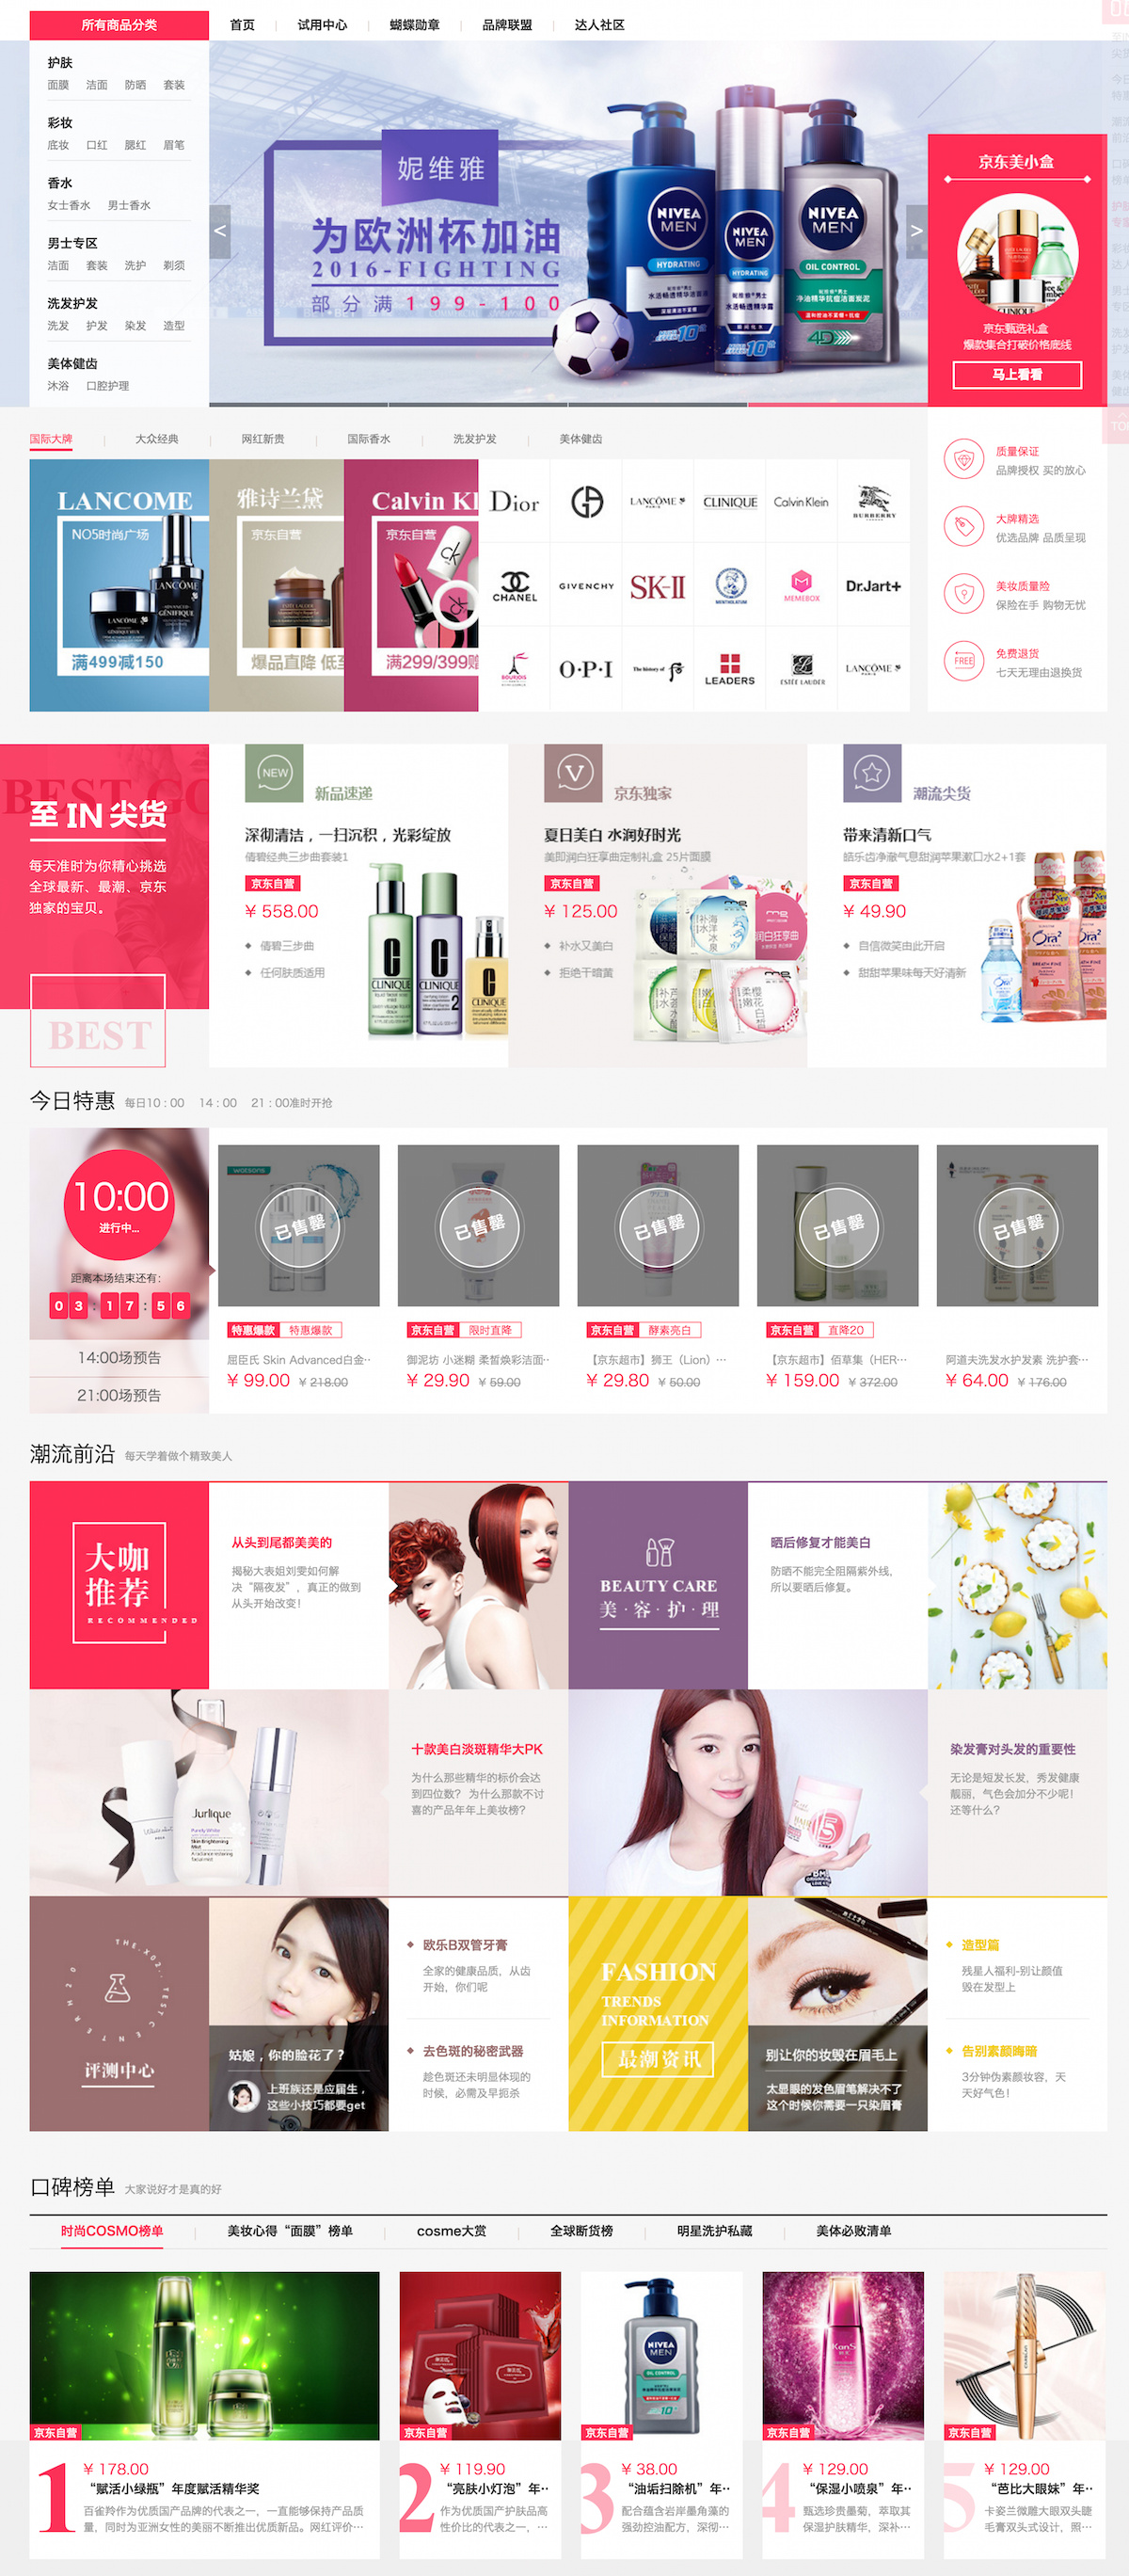 所有商品分类
首页
试用中心
蝴蝶勋章
品牌联盟
达人社区
护肤
面膜 洁面 防晒 套装
彩妆
底妆 口红 腮红 眉笔
香水
女士香水 男士香水
男士专区
洁面 套装 洗护 剃须
洗发护发
洗发 护发 染发 造型
美体健齿
沐浴 口腔护理
<
妮维雅
为欧洲杯加油
2016-FIGHTING
部分满199-100
NIVEA
MEN
HYDRATING
NIVEA
MEN
HYDRATING
NIVEA
MEN
OIL CONTROL
>
京东美小盒
京东甄选礼盒
爆款集合打破价格底线
马上看看
TOP
国际大牌
大众经典
网红新贵
国际香水
洗发护发
美体健齿
LANCOME
NO5时尚广场
满499减150
雅诗兰黛
京东自营
爆品直降 低至
Calvin Kl
京东自营
满299/399赠
Dior
LANCÔME
PARIS
CLINIQUE
Calvin Klein
BURBERRY
CHANEL
GIVENCHY
SK-II
MENTHOLATUM
MEMEBOX
Dr.Jart+
BOURJOIS
O·P·I
The history of
LEADERS
ESTĒE LAUDER
LANCÔME
PARIS
质量保证
品牌授权 买的放心
大牌精选
优选品牌 品质呈现
美妆质量险
保险在手 购物无忧
FREE
免费退货
七天无理由退换货
BEST GO
至 IN 尖货
每天准时为你精心挑选
全球最新、最潮、京东
独家的宝贝。
BEST
NEW
新品速递
深彻清洁，一扫沉积，光彩绽放
倩碧经典三步曲套装1
京东自营
¥ 558.00
倩碧三步曲
任何肤质适用
CLINIQUE
CLINIQUE
2
CLINIQUE
V
京东独家
夏日美白 水润好时光
美即润白狂享曲定制礼盒 25片面膜
京东自营
¥ 125.00
补水又美白
拒绝干暗黄
潮流尖货
带来清新口气
皓乐齿净澈气息甜润苹果漱口水2+1套
京东自营
¥ 49.90
自信微笑由此开启
甜甜苹果味每天好清新
今日特惠
每日10 : 00 14 : 00 21 : 00准时开抢
10:00
进行中...
距离本场结束还有:
03:17:56
14:00场预告
21:00场预告
watsons
已售罄
特惠爆款 特惠爆款
屈臣氏 Skin Advanced白金···
¥ 99.00 ¥ 218.00
已售罄
京东自营 限时直降
御泥坊 小迷糊 柔皙焕彩洁面···
¥ 29.90 ¥ 59.00
已售罄
京东自营 酵素亮白
【京东超市】狮王（Lion）···
¥ 29.80 ¥ 50.00
已售罄
京东自营 直降20
【京东超市】佰草集（HER···
¥ 159.00 ¥ 372.00
已售罄
阿道夫洗发水护发素 洗护套···
¥ 64.00 ¥ 176.00
潮流前沿
每天学着做个精致美人
大咖
推荐
RECOMMENDED
从头到尾都美美的
揭秘大表姐刘雯如何解
决“隔夜发”，真正的做到
从头开始改变！
BEAUTY CARE
美·容·护·理
晒后修复才能美白
防晒不能完全阻隔紫外线，
所以要晒后修复。
Jurlique
十款美白淡斑精华大PK
为什么那些精华的标价会达
到四位数？ 为什么那款不讨
喜的产品年年上美妆榜？
染发膏对头发的重要性
无论是短发长发，秀发健康
靓丽，气色会加分不少呢！
还等什么？
评测中心
姑娘，你的脸花了？
上班族还是应届生，
这些小技巧都要get
欧乐B双管牙膏
全家的健康品质，从齿
开始，你们呢
去色斑的秘密武器
趁色斑还未明显体现的
时候，必需及早扼杀
FASHION
TRENDS
INFORMATION
最潮资讯
别让你的妆毁在眉毛上
太显眼的发色眉笔解决不了
这个时候你需要一只染眉膏
造型篇
残星人福利-别让颜值
毁在发型上
告别素颜晦暗
3分钟伪素颜妆容，天
天好气色！
口碑榜单
大家说好才是真的好
时尚COSMO榜单
美妆心得“面膜”榜单
cosme大赏
全球断货榜
明星洗护私藏
美体必败清单
京东自营
1
¥ 178.00
“赋活小绿瓶”年度赋活精华奖
百雀羚作为优质国产品牌的代表之一，一直能够保持产品质
量，同时为亚洲女性的美丽不断推出优质新品。网红评价···
京东自营
2
¥ 119.90
“亮肤小灯泡”年··
作为优质国产护肤品高
性价比的代表之一，···
NIVEA
MEN
OIL CONTROL
京东自营
3
¥ 38.00
“油垢扫除机”年··
配合蕴含岩岸墨角藻的
强劲控油配方，深彻···
KanS
京东自营
4
¥ 129.00
“保湿小喷泉”年··
甄选珍贵墨菊，萃取其
保湿护肤精华，深补···
京东自营
5
¥ 129.00
“芭比大眼妹”年··
卡姿兰微雕大眼双头睫
毛膏双头式设计，照···